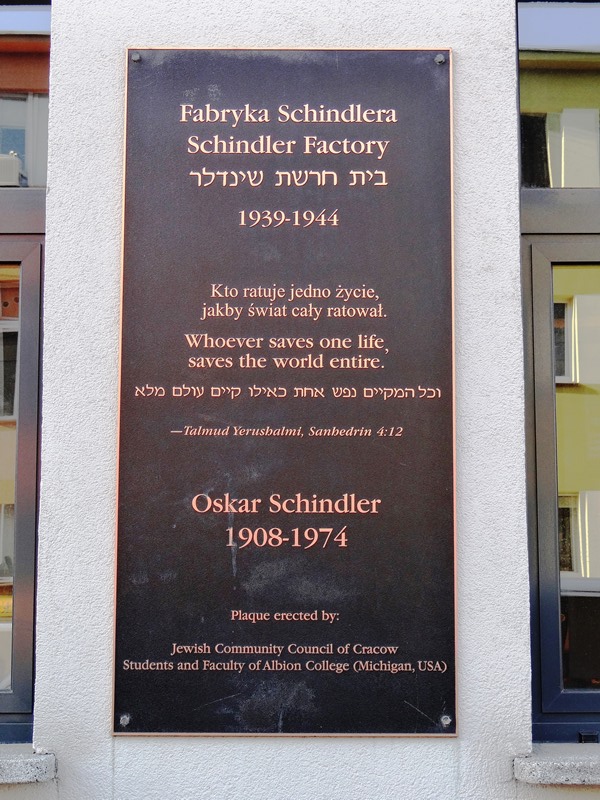 Fabryka Schindlera
Schindler Factory
בית חרשת שינדלר
1939-1944
Kto ratuje jedno życie,
jakby świat cały ratował.
Whoever saves one life,
saves the world entire.
וכל המקיים נפש אחת כאילו קיים עולם מלא
—Talmud Yerushalmi, Sanhedrin 4:12
Oskar Schindler
1908-1974
Plaque erected by:
Jewish Community Council of Cracow
Students and Faculty of Albion College (Michigan, USA)